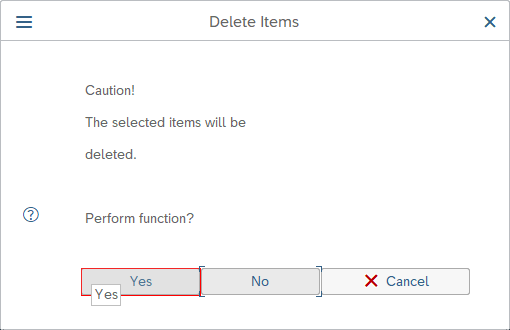 Delete Items
Caution!
The selected items will be
deleted.
Perform function?
Yes
No
Cancel
Yes